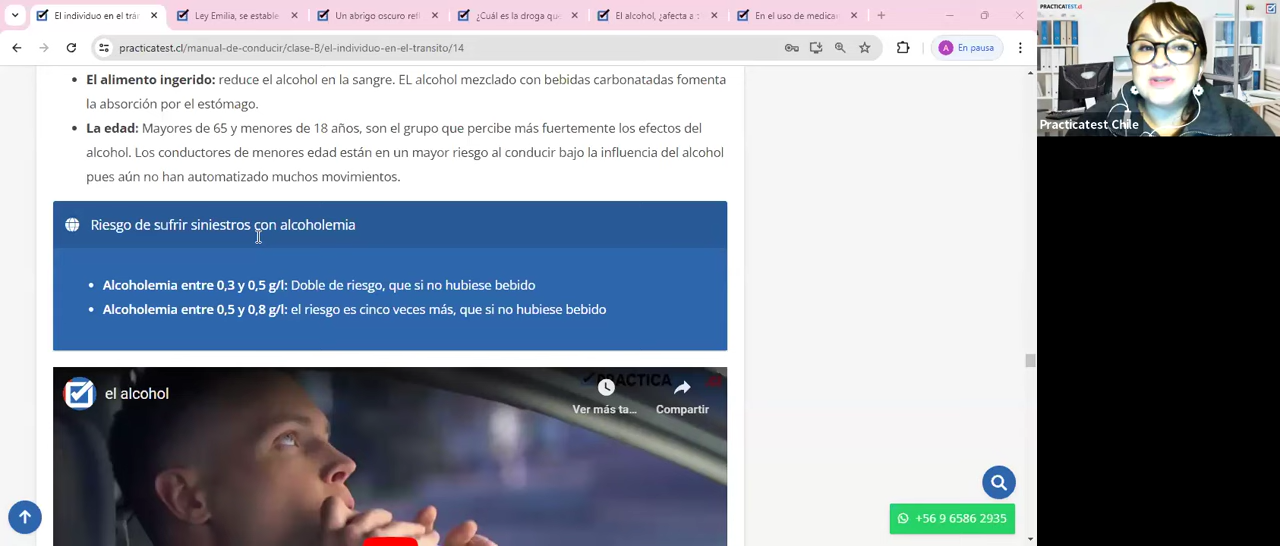 El individuo en el trán
Ley Emilia, se estable
Un abrigo oscuro refl
¿Cuál es la droga que
El alcohol, ¿afecta a t
En el uso de medica
practicatest.cl/manual-de-conducir/clase-B/el-individuo-en-el-transito/14
A
En pausa
El alimento ingerido: reduce el alcohol en la sangre. EL alcohol mezclado con bebidas carbonatadas fomenta
la absorción por el estómago.
La edad: Mayores de 65 y menores de 18 años, son el grupo que percibe más fuertemente los efectos del
alcohol. Los conductores de menores edad están en un mayor riesgo al conducir bajo la influencia del alcohol
pues aún no han automatizado muchos movimientos.
Riesgo de sufrir siniestros con alcoholemia
Alcoholemia entre 0,3 y 0,5 g/l: Doble de riesgo, que si no hubiese bebido
Alcoholemia entre 0,5 y 0,8 g/l: el riesgo es cinco veces más, que si no hubiese bebido
el alcohol
PRACTICA
Ver más ta...
Compartir
+56 9 6586 2935
PRACTICATEST.cl
Practicatest Chile